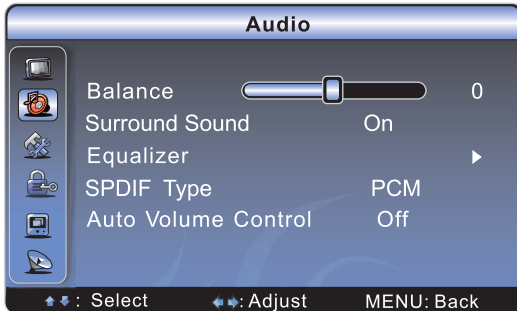 Audio
Balance 0
Surround Sound On
Equalizer
SPDIF Type PCM
Auto Volume Control Off
: Select : Adjust MENU: Back